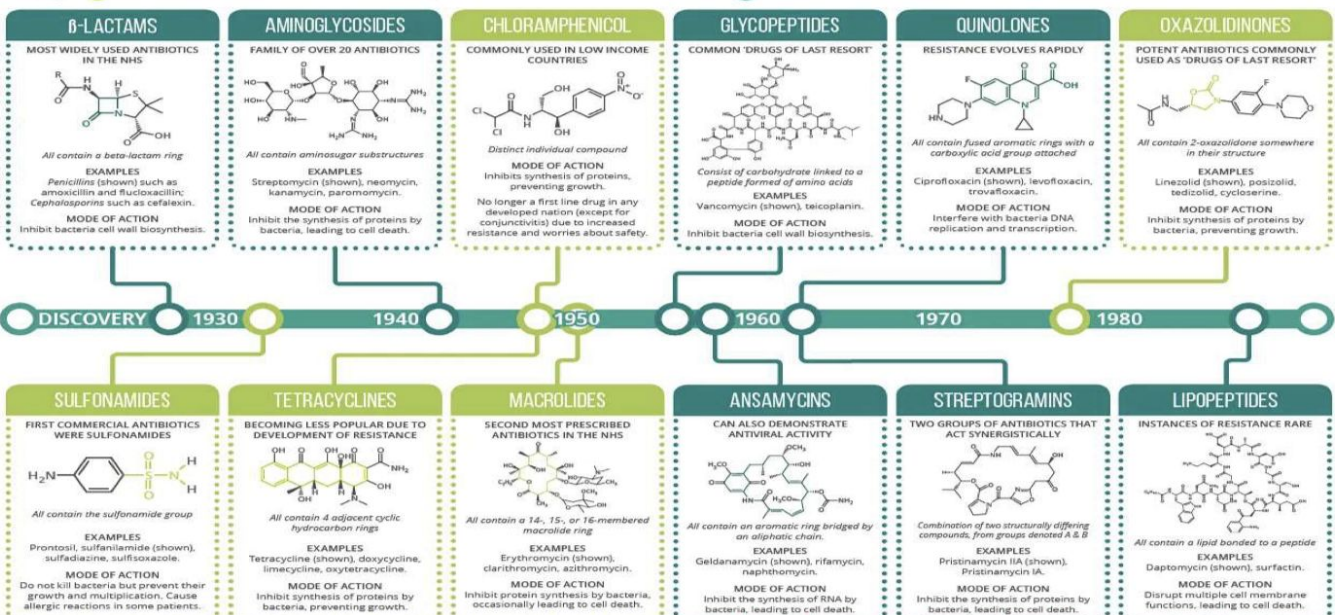 β-LACTAMS
MOST WIDELY USED ANTIBIOTICS
IN THE NHS
R
H
N
H
S
O
N
O
O
OH
All contain a beta-lactam ring
EXAMPLES
Penicillins (shown) such as
amoxicillin and flucloxacillin;
Cephalosporins such as cefalexin.
MODE OF ACTION
Inhibit bacteria cell wall biosynthesis.
AMINOGLYCOSIDES
FAMILY OF OVER 20 ANTIBIOTICS
All contain aminosugar substructures
EXAMPLES
Streptomycin (shown), neomycin,
kanamycin, paromomycin.
MODE OF ACTION
Inhibit the synthesis of proteins by
bacteria, leading to cell death.
CHLORAMPHENICOL
COMMONLY USED IN LOW INCOME
COUNTRIES
Distinct individual compound
MODE OF ACTION
Inhibits synthesis of proteins,
preventing growth.
No longer a first line drug in any
developed nation (except for
conjunctivitis) due to increased
resistance and worries about safety.
GLYCOPEPTIDES
COMMON 'DRUGS OF LAST RESORT'
Consist of carbohydrate linked to a
peptide formed of amino acids
EXAMPLES
Vancomycin (shown), teicoplanin.
MODE OF ACTION
Inhibit bacteria cell wall biosynthesis.
QUINOLONES
RESISTANCE EVOLVES RAPIDLY
All contain fused aromatic rings with a
carboxylic acid group attached
EXAMPLES
Ciprofloxacin (shown), levofloxacin,
trovafloxacin.
MODE OF ACTION
Interfere with bacteria DNA
replication and transcription.
OXAZOLIDINONES
POTENT ANTIBIOTICS COMMONLY
USED AS 'DRUGS OF LAST RESORT'
All contain 2-oxazolidone somewhere
in their structure
EXAMPLES
Linezolid (shown), posizolid,
tedizolid, cycloserine.
MODE OF ACTION
Inhibit synthesis of proteins by
bacteria, preventing growth.
DISCOVERY 1930 1940 1950 1960 1970 1980
SULFONAMIDES
FIRST COMMERCIAL ANTIBIOTICS
WERE SULFONAMIDES
All contain the sulfonamide group
EXAMPLES
Prontosil, sulfanilamide (shown),
sulfadiazine, sulfisoxazole.
MODE OF ACTION
Do not kill bacteria but prevent their
growth and multiplication. Cause
allergic reactions in some patients.
TETRACYCLINES
BECOMING LESS POPULAR DUE TO
DEVELOPMENT OF RESISTANCE
All contain 4 adjacent cyclic
hydrocarbon rings
EXAMPLES
Tetracycline (shown), doxycycline,
limecycline, oxytetracycline.
MODE OF ACTION
Inhibit synthesis of proteins by
bacteria, preventing growth.
MACROLIDES
SECOND MOST PRESCRIBED
ANTIBIOTICS IN THE NHS
All contain a 14-, 15-, or 16-membered
macrolide ring
EXAMPLES
Erythromycin (shown),
clarithromycin, azithromycin.
MODE OF ACTION
Inhibit protein synthesis by bacteria,
occasionally leading to cell death.
ANSAMYCINS
CAN ALSO DEMONSTRATE
ANTIVIRAL ACTIVITY
All contain an aromatic ring bridged by
an aliphatic chain.
EXAMPLES
Geldanamycin (shown), rifamycin,
naphthomycin.
MODE OF ACTION
Inhibit the synthesis of RNA by
bacteria, leading to cell death.
STREPTOGRAMINS
TWO GROUPS OF ANTIBIOTICS THAT
ACT SYNERGISTICALLY
Combination of two structurally differing
compounds, from groups denoted A & B
EXAMPLES
Pristinamycin IIA (shown),
Pristinamycin IA.
MODE OF ACTION
Inhibit the synthesis of proteins by
bacteria, leading to cell death.
LIPOPEPTIDES
INSTANCES OF RESISTANCE RARE
All contain a lipid bonded to a peptide
EXAMPLES
Daptomycin (shown), surfactin.
MODE OF ACTION
Disrupt multiple cell membrane
functions, leading to cell death.